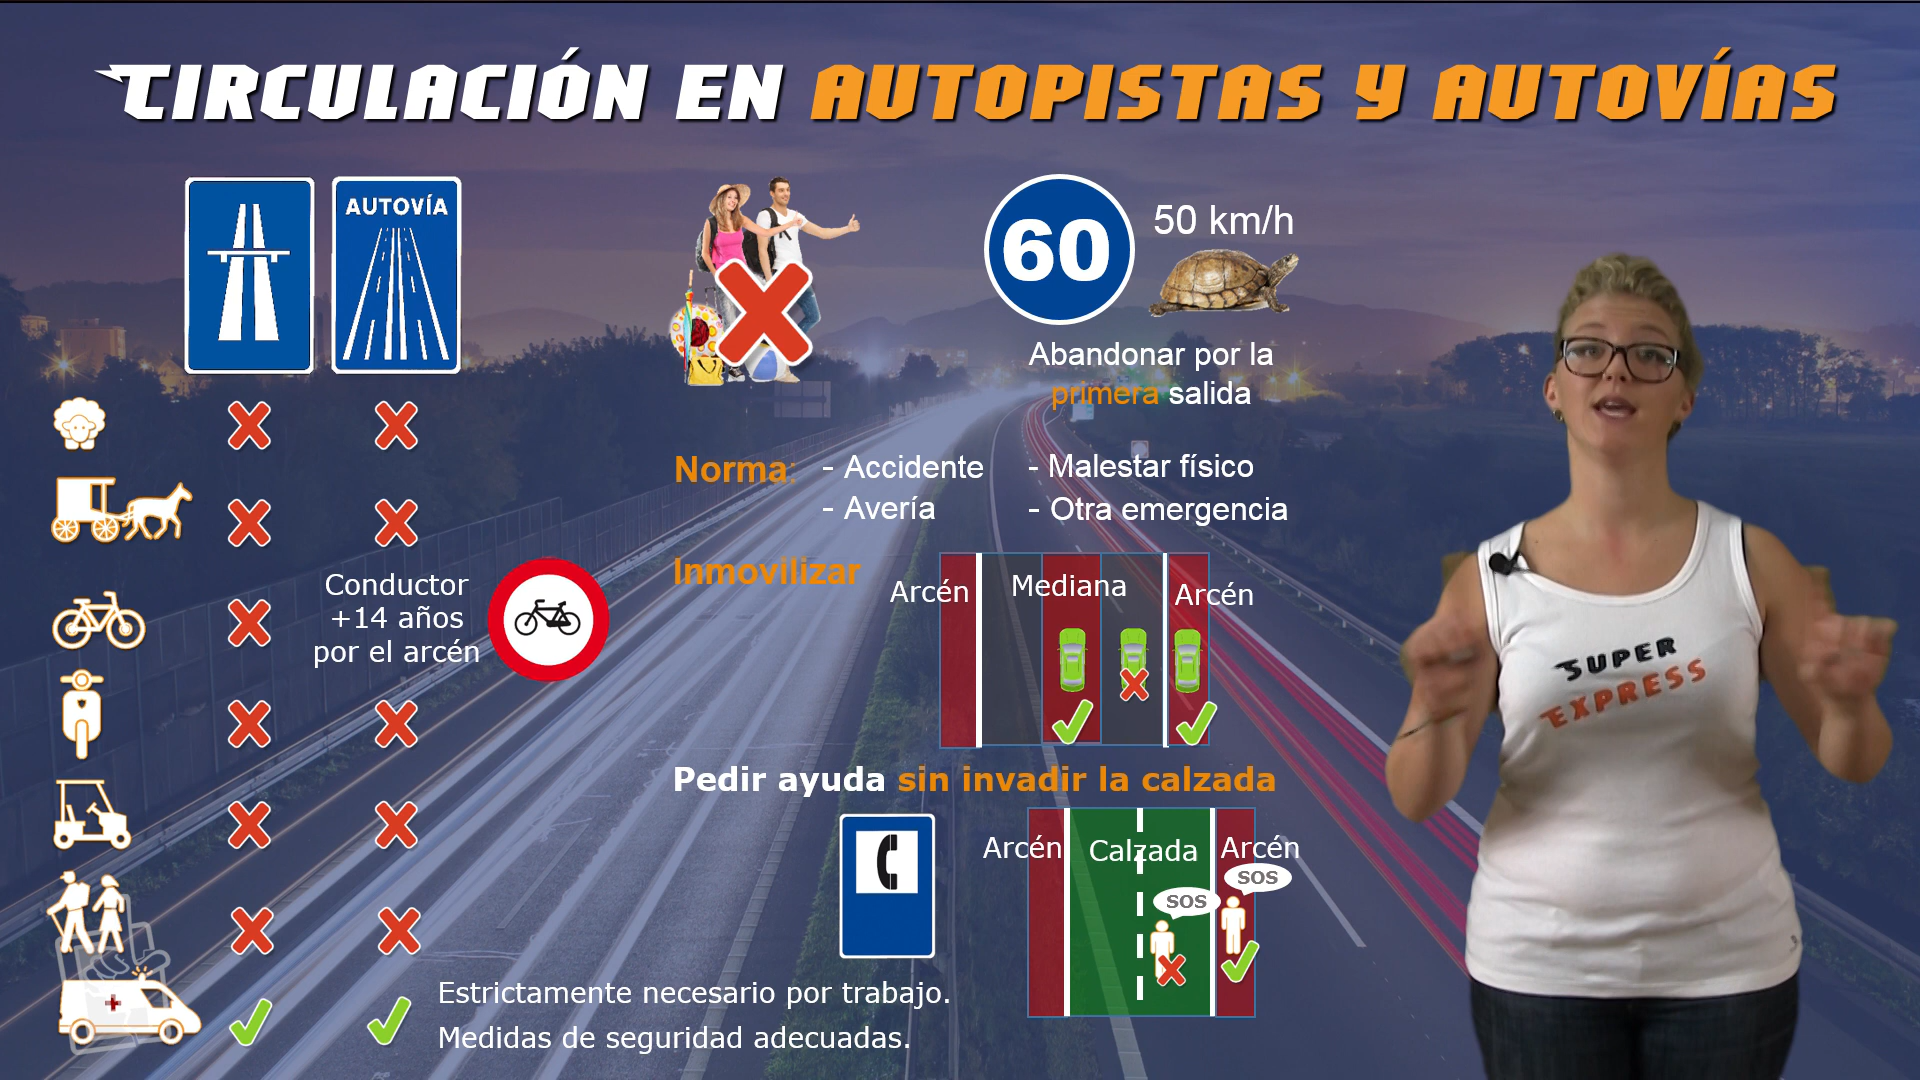 CIRCULACIÓN EN AUTOPISTAS Y AUTOVÍAS
AUTOVÍA
60
50 km/h
Abandonar por la
primera salida
Norma:
- Accidente
- Malestar físico
- Avería
- Otra emergencia
Inmovilizar
Arcén
Mediana
Arcén
Conductor
+14 años
por el arcén
Pedir ayuda sin invadir la calzada
Arcén
Calzada
Arcén
SOS
SOS
Estrictamente necesario por trabajo.
Medidas de seguridad adecuadas.
SUPER
EXPRESS